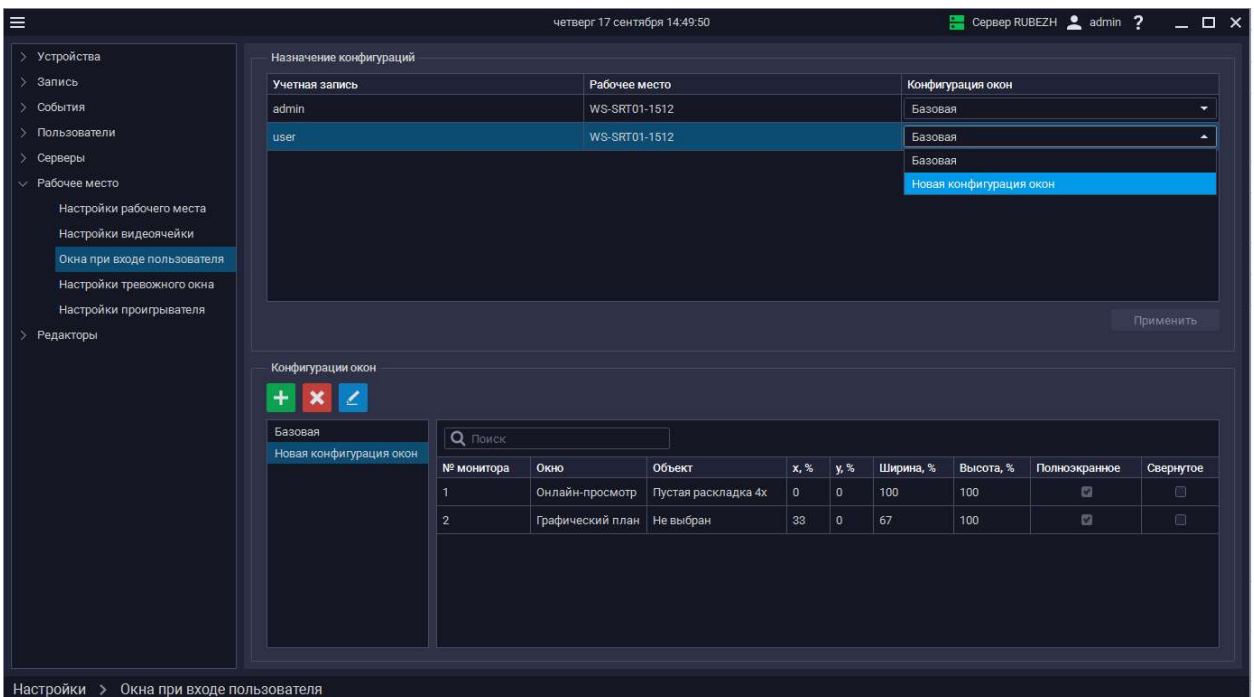 четверг 17 сентября 14:49:50 Сервер RUBEZH admin ?
Устройства
Запись
События
Пользователи
Серверы
Рабочее место
Настройки рабочего места
Настройки видеоячейки
Окна при входе пользователя
Настройки тревожного окна
Настройки проигрывателя
Редакторы
Назначение конфигураций
Учетная запись Рабочее место Конфигурация окон
admin WS-SRT01-1512 Базовая
user WS-SRT01-1512 Базовая
Базовая
Новая конфигурация окон
Применить
Конфигурации окон
Базовая
Новая конфигурация окон
Поиск
№ монитора Окно Объект x, % y, % Ширина, % Высота, % Полноэкранное Свернутое
1 Онлайн-просмотр Пустая раскладка 4x 0 0 100 100
2 Графический план Не выбран 33 0 67 100
Настройки > Окна при входе пользователя